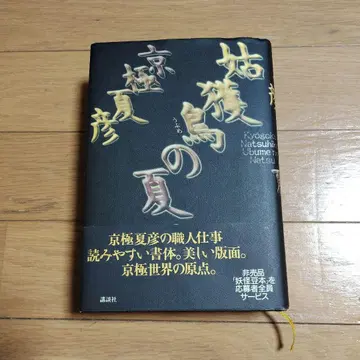 姑獲鳥の夏
うぶめ
京極夏彦
Kyogoku
Natsuhiko
Ubume no
Natsu
京極夏彦の職人仕事
読みやすい書体。美しい版面。
京極世界の原点。
非売品
「妖怪豆本」を
応募者全員
サービス
講談社